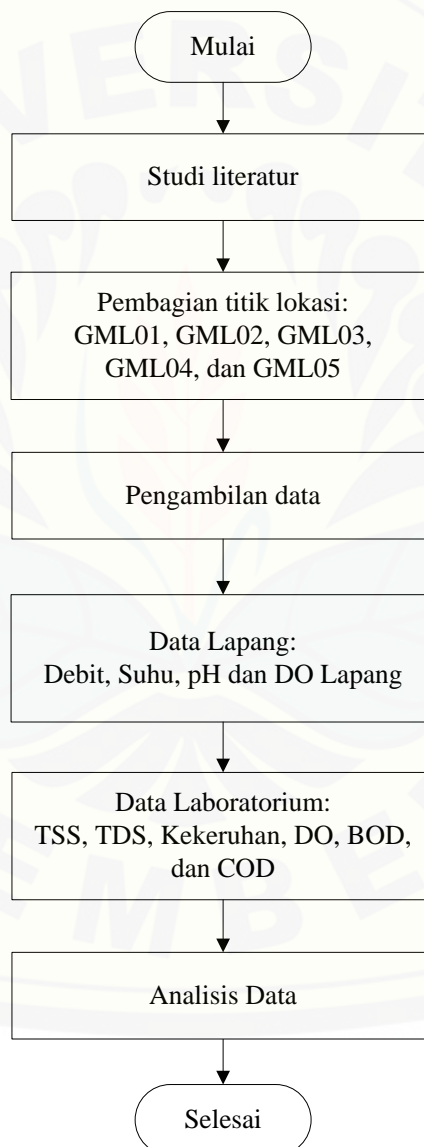 Mulai
Studi literatur
Pembagian titik lokasi:
GML01, GML02, GML03,
GML04, dan GML05
Pengambilan data
Data Lapang:
Debit, Suhu, pH dan DO Lapang
Data Laboratorium:
TSS, TDS, Kekeruhan, DO, BOD,
dan COD
Analisis Data
Selesai